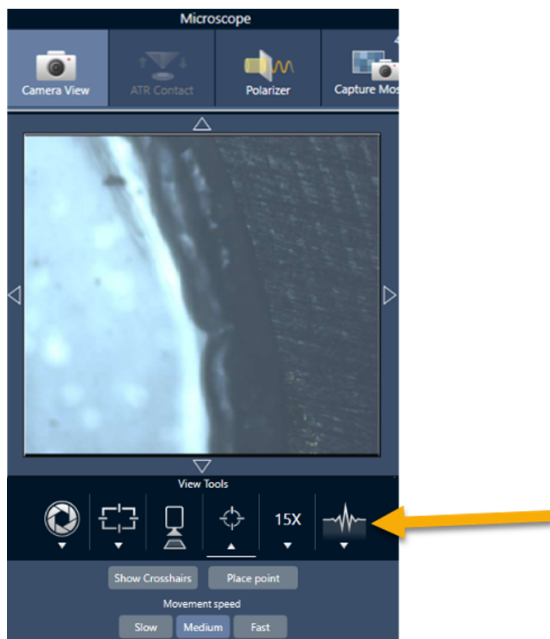 Microscope
Camera View
ATR Contact
Polarizer
Capture Mos
View Tools
15X
Show Crosshairs Place point
Movement speed
Slow Medium Fast